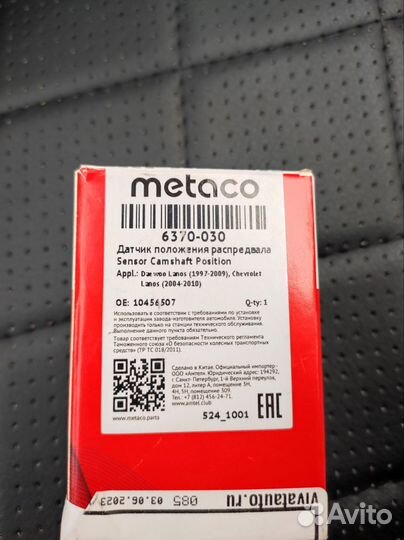 metaco
6370-030
Датчик положения распредвала
Sensor Camshaft Position
Appl.: Daewoo Lanos (1997-2009), Chevrolet
Lanos (2004-2010)
OE: 10456507 Q-ty: 1
Использовать в соответствии с требованиями по установке
и эксплуатации завода-изготовителя автомобиля. Установку
производить только на станции технического обслуживания.
Выполнение данного пункта обязательно.
Товар соответствует требованиям Технического регламента
Таможенного союза «О безопасности колесных транспортных
средств» (ТР ТС 018/2011).
Сделано в Китае. Официальный импортер -
ООО «Амтел». Юридический адрес: 194292,
г. Санкт-Петербург, 1-й Верхний переулок,
дом 12, литер А, помещение 3Н,
4Н, 5Н, помещение 309.
Тел.: +7 (812) 456-24-71.
www.amtel.club
www.metaco.parts
524_1001
EAC
vivatauto.ru
085 03.06.2023
Avito